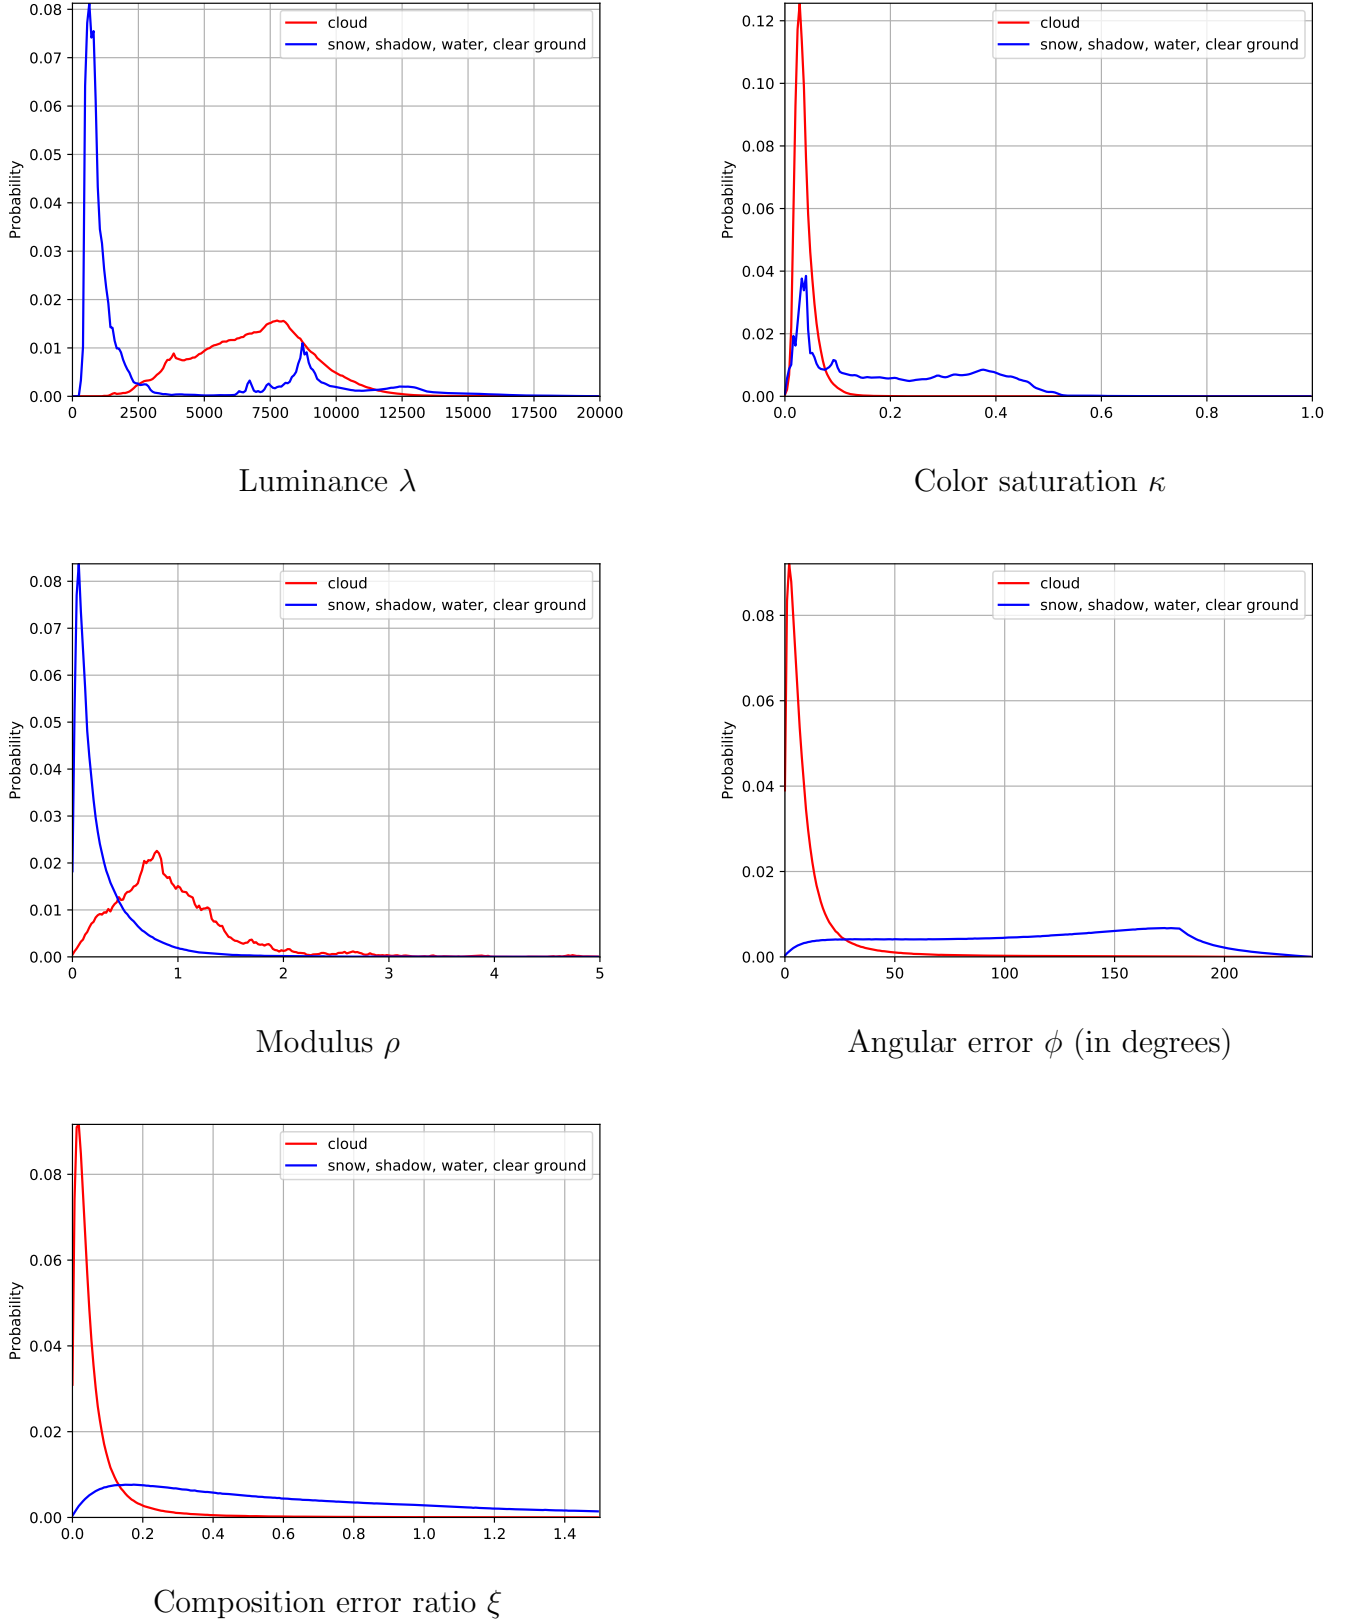 cloud
snow, shadow, water, clear ground
Probability
0.08
0.07
0.06
0.05
0.04
0.03
0.02
0.01
0.00
0 2500 5000 7500 10000 12500 15000 17500 20000
Luminance λ
cloud
snow, shadow, water, clear ground
Probability
0.12
0.10
0.08
0.06
0.04
0.02
0.00
0.0 0.2 0.4 0.6 0.8 1.0
Color saturation κ
cloud
snow, shadow, water, clear ground
Probability
0.08
0.07
0.06
0.05
0.04
0.03
0.02
0.01
0.00
0 1 2 3 4 5
Modulus ρ
cloud
snow, shadow, water, clear ground
Probability
0.08
0.06
0.04
0.02
0.00
0 50 100 150 200
Angular error ϕ (in degrees)
cloud
snow, shadow, water, clear ground
Probability
0.08
0.06
0.04
0.02
0.00
0.0 0.2 0.4 0.6 0.8 1.0 1.2 1.4
Composition error ratio ξ